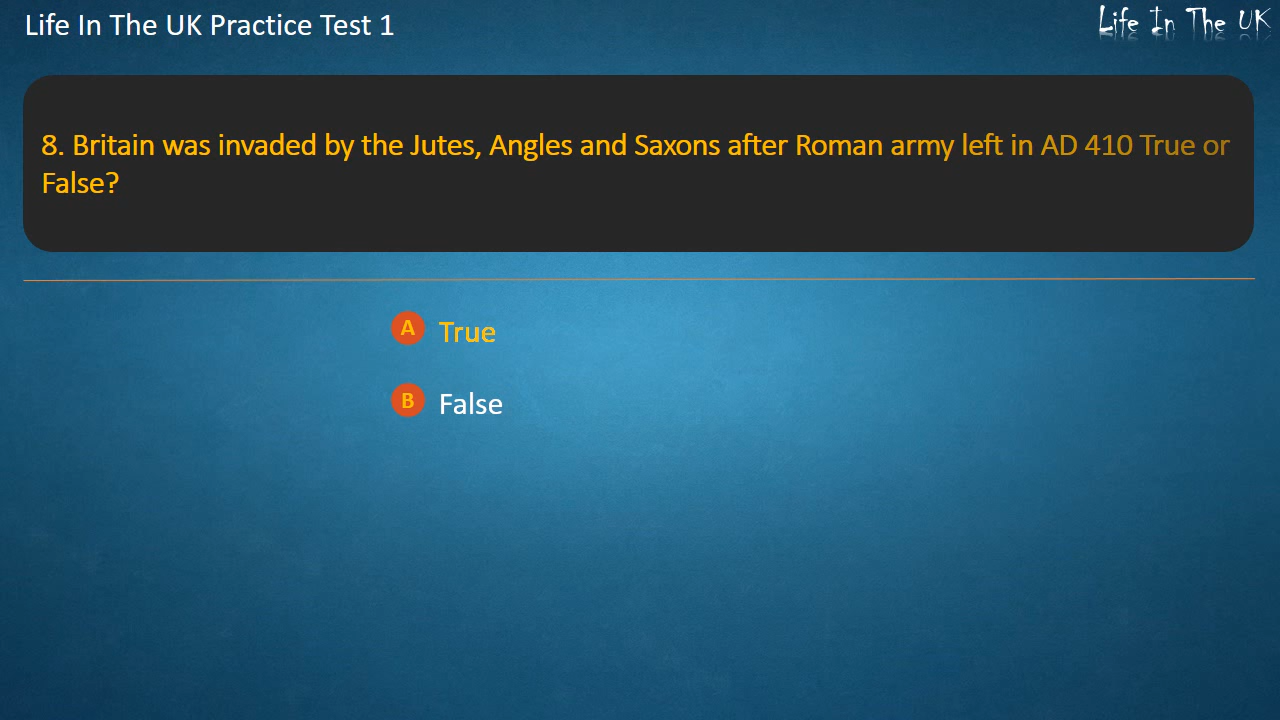 Life In The UK Practice Test 1
Life In The UK
8. Britain was invaded by the Jutes, Angles and Saxons after Roman army left in AD 410 True or
False?
A True
B False